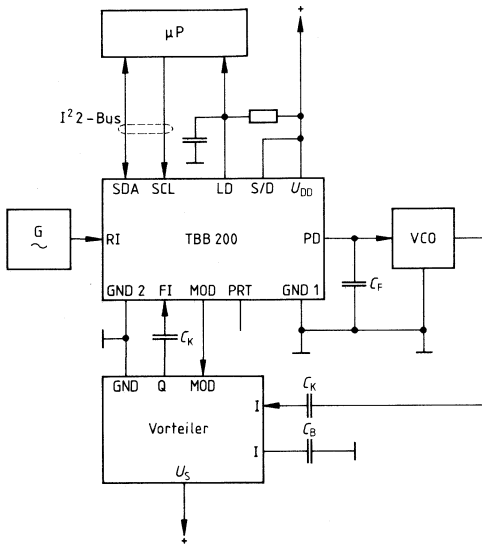 µP
+
I²2-Bus
SDA SCL LD S/D U_DD
G
~
RI TBB 200 PD
VCO
GND 2 FI MOD PRT GND 1
C_F
C_K
GND Q MOD
C_K
I
Vorteiler
C_B
I
U_S
+